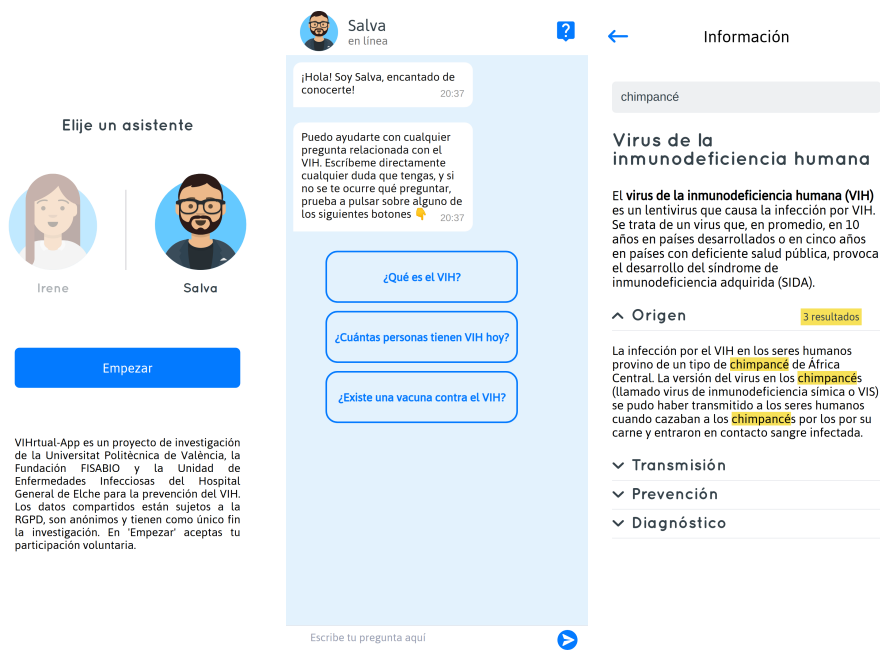 Elije un asistente
Irene
Salva
Empezar
VIHrtual-App es un proyecto de investigación
de la Universitat Politècnica de València, la
Fundación FISABIO y la Unidad de
Enfermedades Infecciosas del Hospital
General de Elche para la prevención del VIH.
Los datos compartidos están sujetos a la
RGPD, son anónimos y tienen como único fin
la investigación. En 'Empezar' aceptas tu
participación voluntaria.
Salva
en línea
¡Hola! Soy Salva, encantado de
conocerte!
20:37
Puedo ayudarte con cualquier
pregunta relacionada con el
VIH. Escríbeme directamente
cualquier duda que tengas, y si
no se te ocurre qué preguntar,
prueba a pulsar sobre alguno de
los siguientes botones 👇
20:37
¿Qué es el VIH?
¿Cuántas personas tienen VIH hoy?
¿Existe una vacuna contra el VIH?
Escribe tu pregunta aquí
Información
chimpancé
Virus de la
inmunodeficiencia humana
El virus de la inmunodeficiencia humana (VIH)
es un lentivirus que causa la infección por VIH.
Se trata de un virus que, en promedio, en 10
años en países desarrollados o en cinco años
en países con deficiente salud pública, provoca
el desarrollo del síndrome de
inmunodeficiencia adquirida (SIDA).
Origen
3 resultados
La infección por el VIH en los seres humanos
provino de un tipo de chimpancé de África
Central. La versión del virus en los chimpancés
(llamado virus de inmunodeficiencia símica o VIS)
se pudo haber transmitido a los seres humanos
cuando cazaban a los chimpancés por los por su
carne y entraron en contacto sangre infectada.
Transmisión
Prevención
Diagnóstico